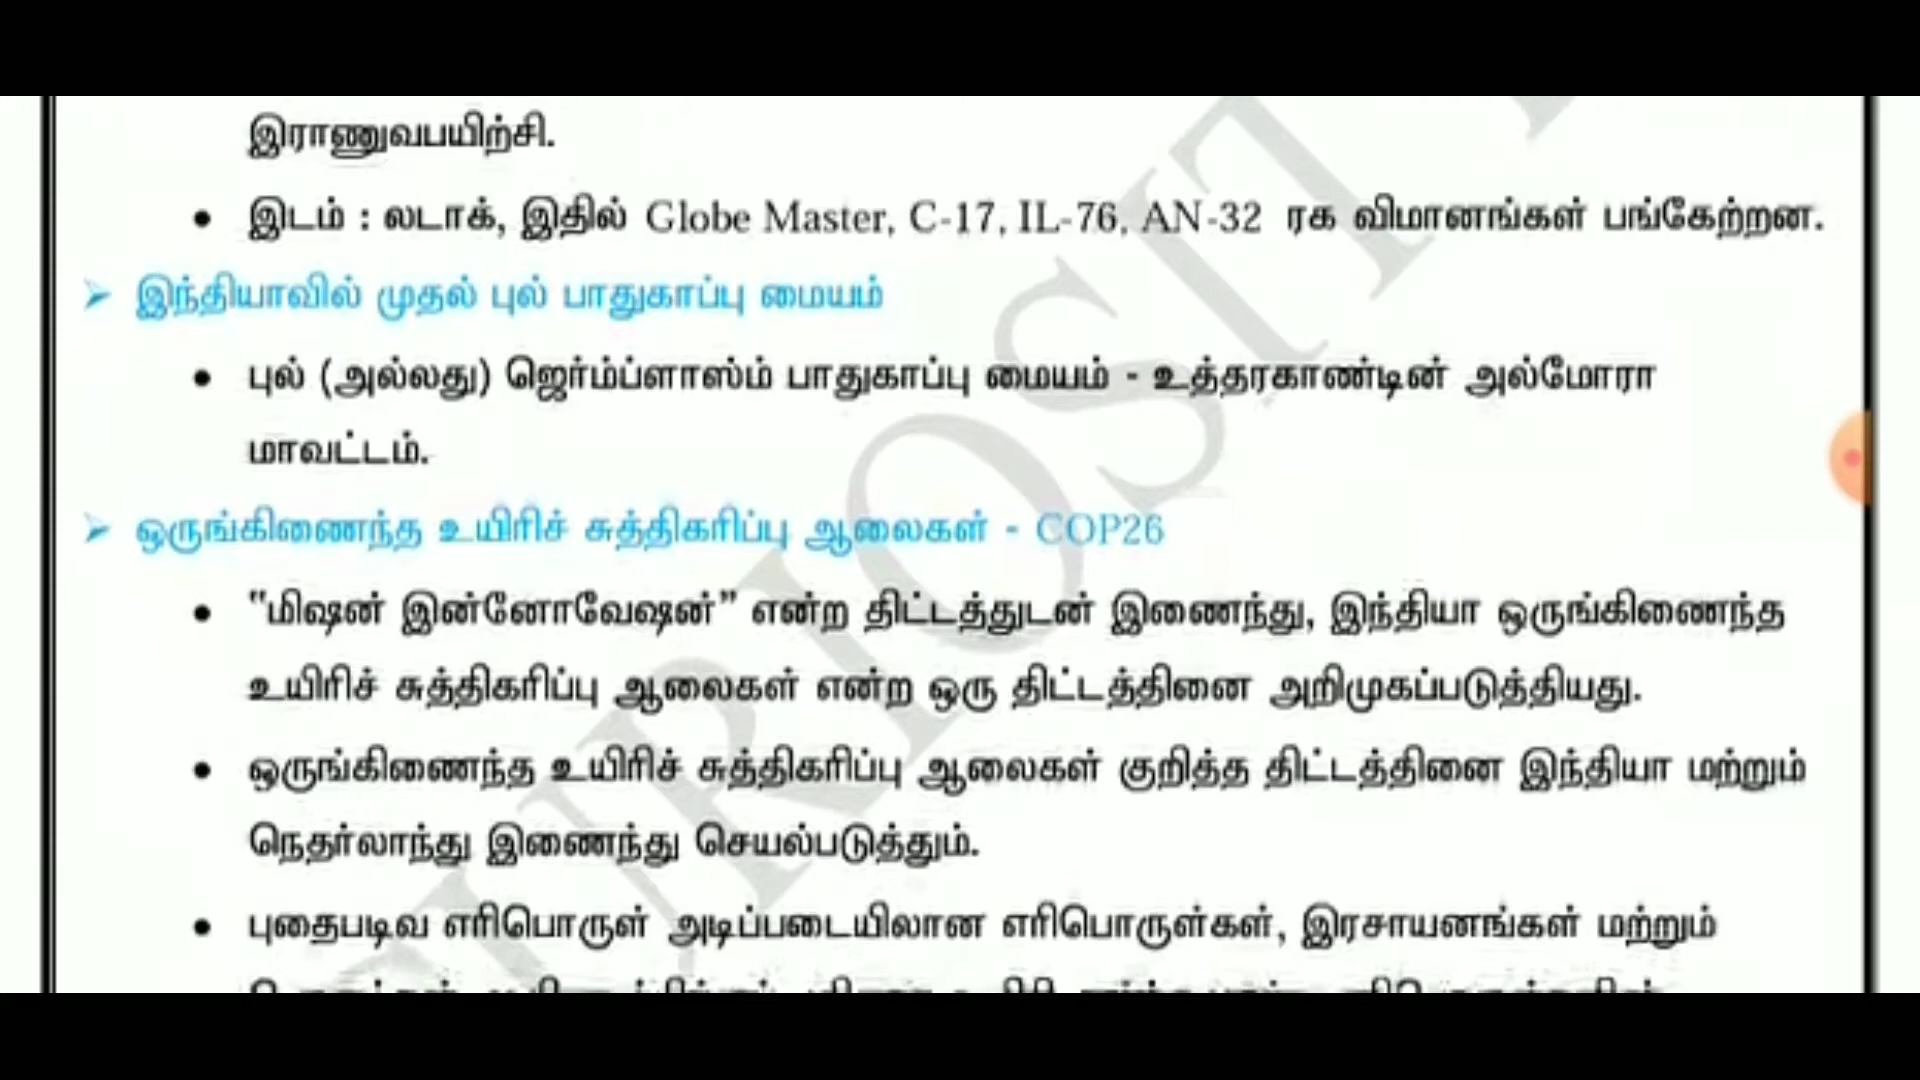 இராணுவபயிற்சி.
• இடம் : லடாக், இதில் Globe Master, C-17, IL-76, AN-32 ரக விமானங்கள் பங்கேற்றன.
➢ இந்தியாவில் முதல் புல் பாதுகாப்பு மையம்
• புல் (அல்லது) ஜெர்ம்ப்ளாஸ்ம் பாதுகாப்பு மையம் - உத்தரகாண்டின் அல்மோரா
மாவட்டம்.
➢ ஒருங்கிணைந்த உயிரிச் சுத்திகரிப்பு ஆலைகள் - COP26
• "மிஷன் இன்னோவேஷன்" என்ற திட்டத்துடன் இணைந்து, இந்தியா ஒருங்கிணைந்த
உயிரிச் சுத்திகரிப்பு ஆலைகள் என்ற ஒரு திட்டத்தினை அறிமுகப்படுத்தியது.
• ஒருங்கிணைந்த உயிரிச் சுத்திகரிப்பு ஆலைகள் குறித்த திட்டத்தினை இந்தியா மற்றும்
நெதர்லாந்து இணைந்து செயல்படுத்தும்.
• புதைபடிவ எரிபொருள் அடிப்படையிலான எரிபொருள்கள், இரசாயனங்கள் மற்றும்